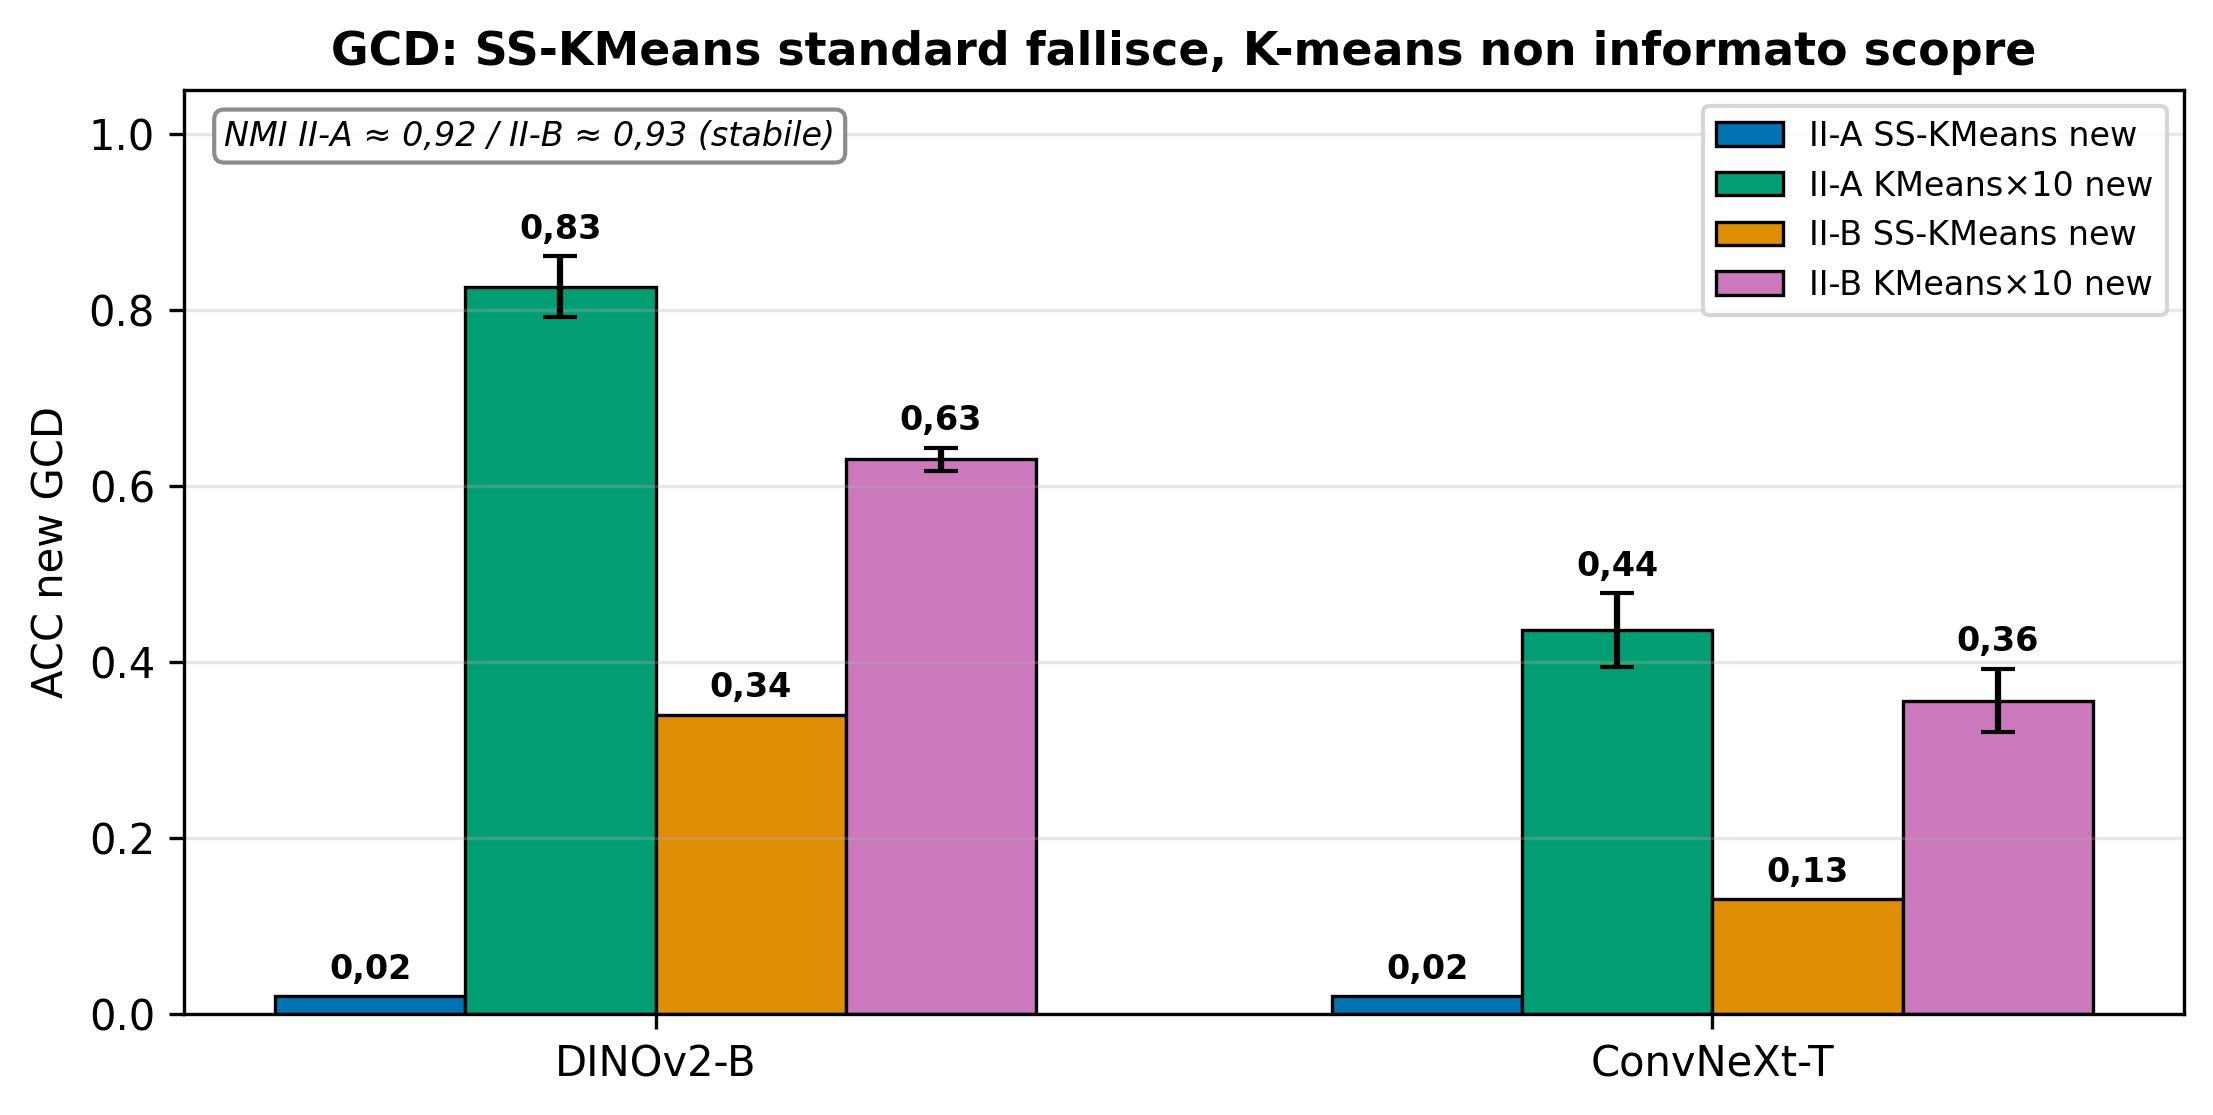 GCD: SS-KMeans standard fallisce, K-means non informato scopre
NMI II-A ≈ 0,92 / II-B ≈ 0,93 (stabile)
II-A SS-KMeans new
II-A KMeans×10 new
II-B SS-KMeans new
II-B KMeans×10 new
ACC new GCD
1.0
0.8
0.6
0.4
0.2
0.0
0,02
0,83
0,34
0,63
0,02
0,44
0,13
0,36
DINOv2-B
ConvNeXt-T